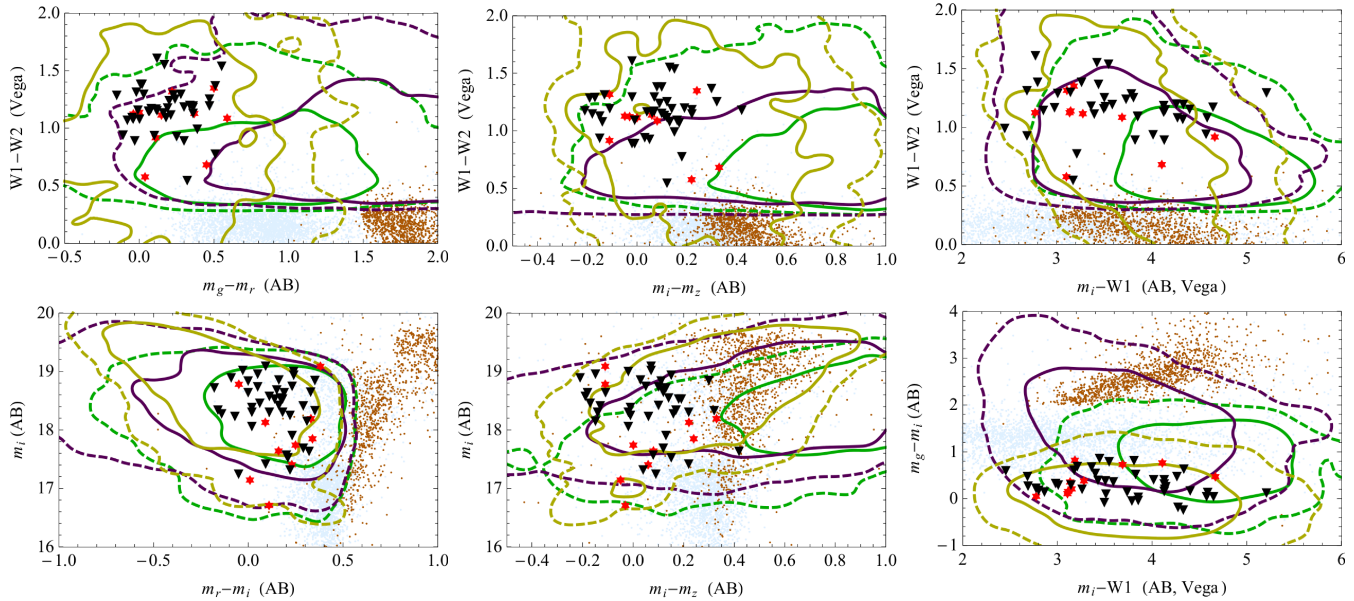 2.0 1.5 1.0 0.5 0.0
W1−W2 (Vega)
−0.5 0.0 0.5 1.0 1.5 2.0
m_g−m_r (AB)
2.0 1.5 1.0 0.5 0.0
W1−W2 (Vega)
−0.4 −0.2 0.0 0.2 0.4 0.6 0.8 1.0
m_i−m_z (AB)
2.0 1.5 1.0 0.5 0.0
W1−W2 (Vega)
2 3 4 5 6
m_i−W1 (AB, Vega)
20 19 18 17 16
m_i (AB)
−1.0 −0.5 0.0 0.5 1.0
m_r−m_i (AB)
20 19 18 17 16
m_i (AB)
−0.4 −0.2 0.0 0.2 0.4 0.6 0.8 1.0
m_i−m_z (AB)
4 3 2 1 0 −1
m_g−m_i (AB)
2 3 4 5 6
m_i−W1 (AB, Vega)